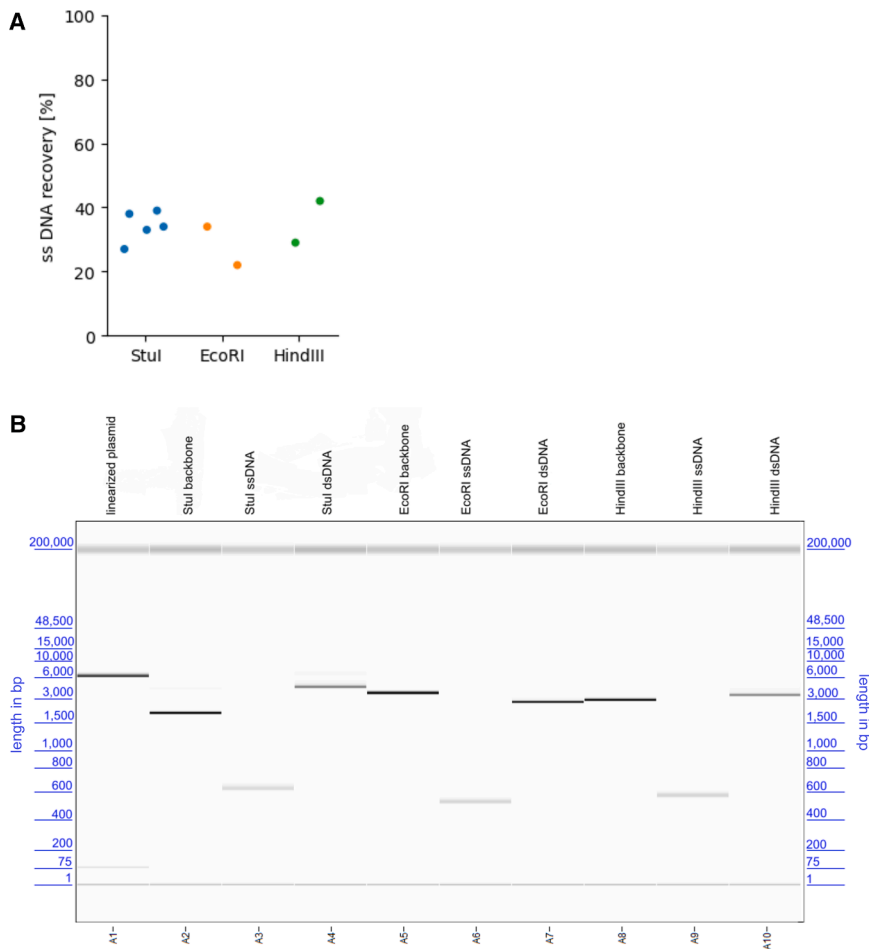 A
100
80
60
40
20
0
ss DNA recovery [%]
StuI EcoRI HindIII
B
linearized plasmid
StuI backbone
StuI ssDNA
StuI dsDNA
EcoRI backbone
EcoRI ssDNA
EcoRI dsDNA
HindIII backbone
HindIII ssDNA
HindIII dsDNA
200,000 200,000
48,500 48,500
15,000 15,000
10,000 10,000
6,000 6,000
3,000 3,000
1,500 1,500
1,000 1,000
800 800
600 600
400 400
200 200
75 75
1 1
length in bp
length in bp
A1- A2- A3- A4- A5- A6- A7- A8- A9- A10-